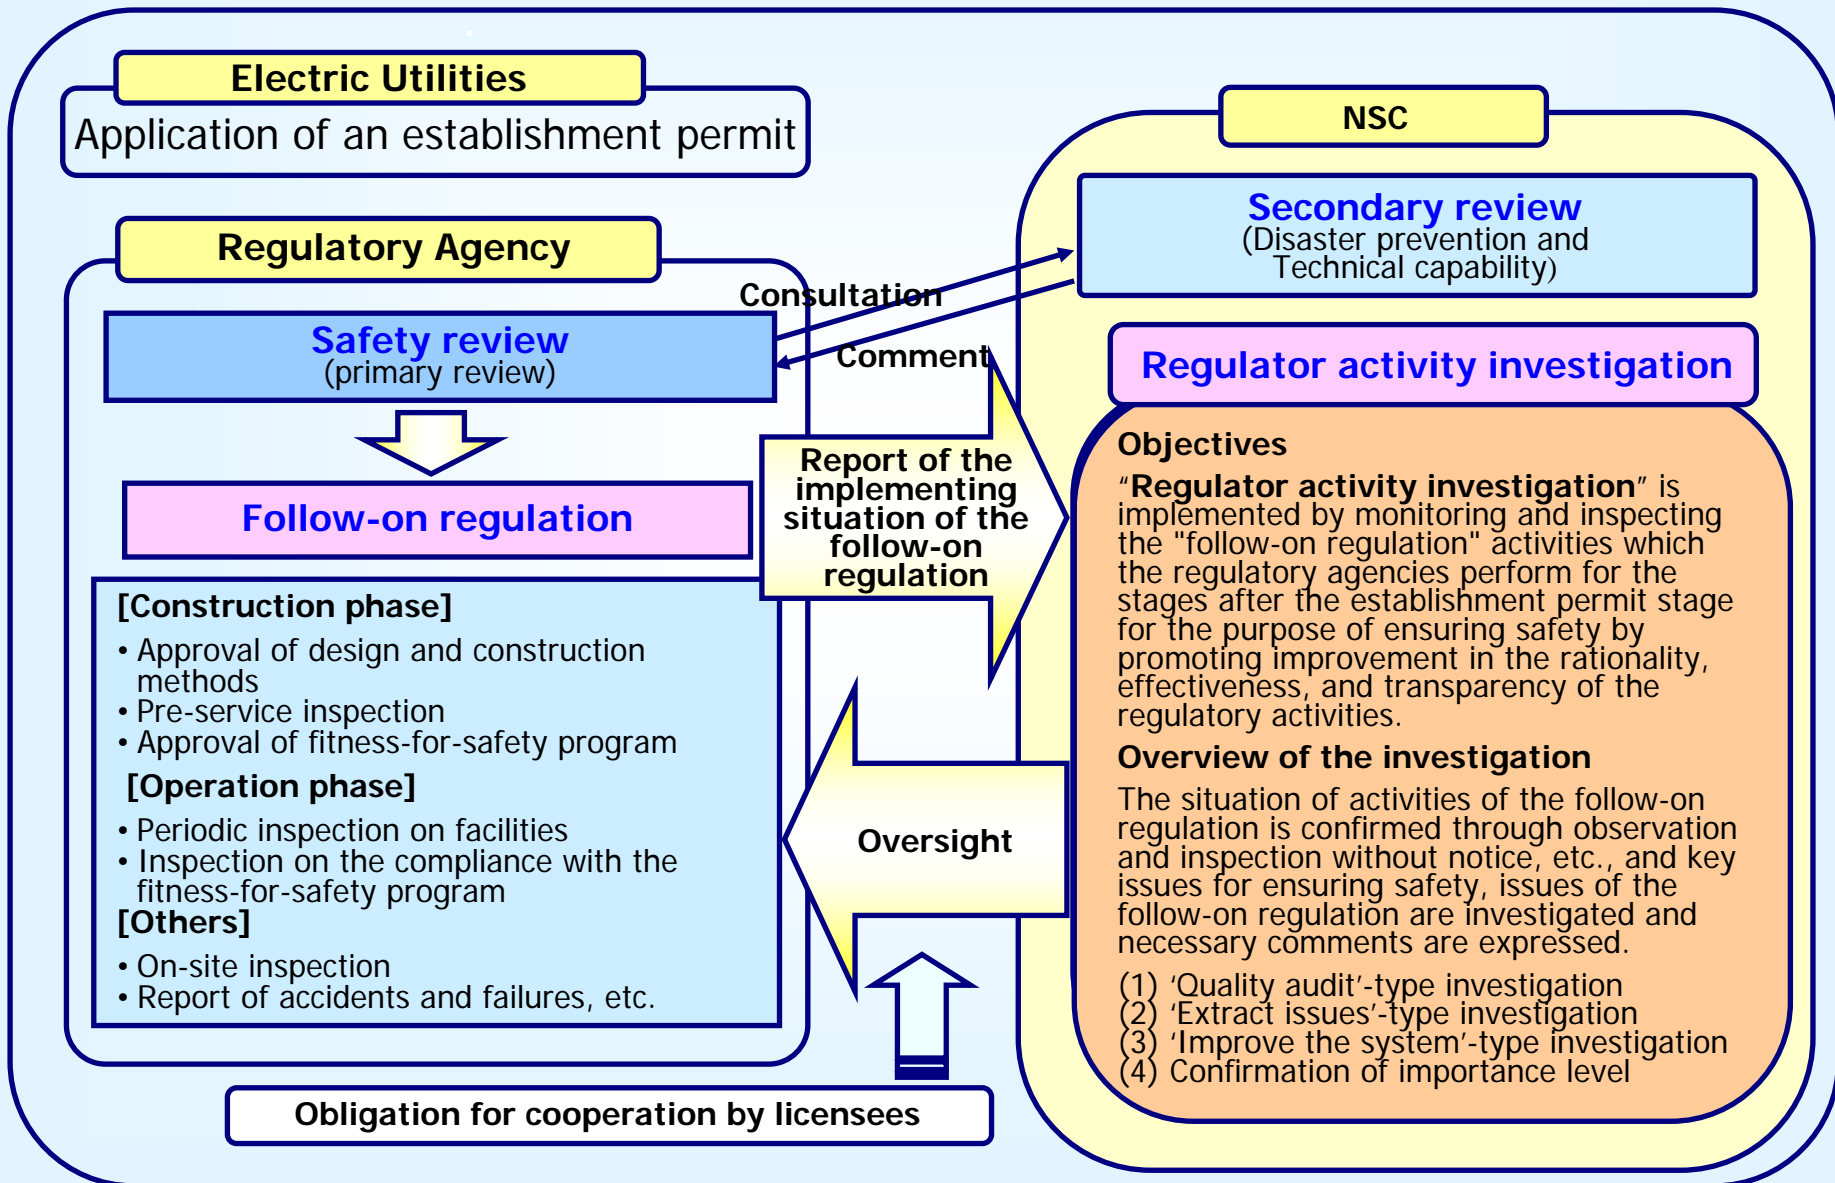 Electric Utilities
Application of an establishment permit
Regulatory Agency
Safety review
(primary review)
Follow-on regulation
[Construction phase]
• Approval of design and construction
methods
• Pre-service inspection
• Approval of fitness-for-safety program
[Operation phase]
• Periodic inspection on facilities
• Inspection on the compliance with the
fitness-for-safety program
[Others]
• On-site inspection
• Report of accidents and failures, etc.
Consultation
Comment
Report of the
implementing
situation of the
follow-on
regulation
Oversight
Obligation for cooperation by licensees
NSC
Secondary review
(Disaster prevention and
Technical capability)
Regulator activity investigation
Objectives
“Regulator activity investigation” is
implemented by monitoring and inspecting
the "follow-on regulation" activities which
the regulatory agencies perform for the
stages after the establishment permit stage
for the purpose of ensuring safety by
promoting improvement in the rationality,
effectiveness, and transparency of the
regulatory activities.
Overview of the investigation
The situation of activities of the follow-on
regulation is confirmed through observation
and inspection without notice, etc., and key
issues for ensuring safety, issues of the
follow-on regulation are investigated and
necessary comments are expressed.
(1) ‘Quality audit’-type investigation
(2) ‘Extract issues’-type investigation
(3) ‘Improve the system’-type investigation
(4) Confirmation of importance level